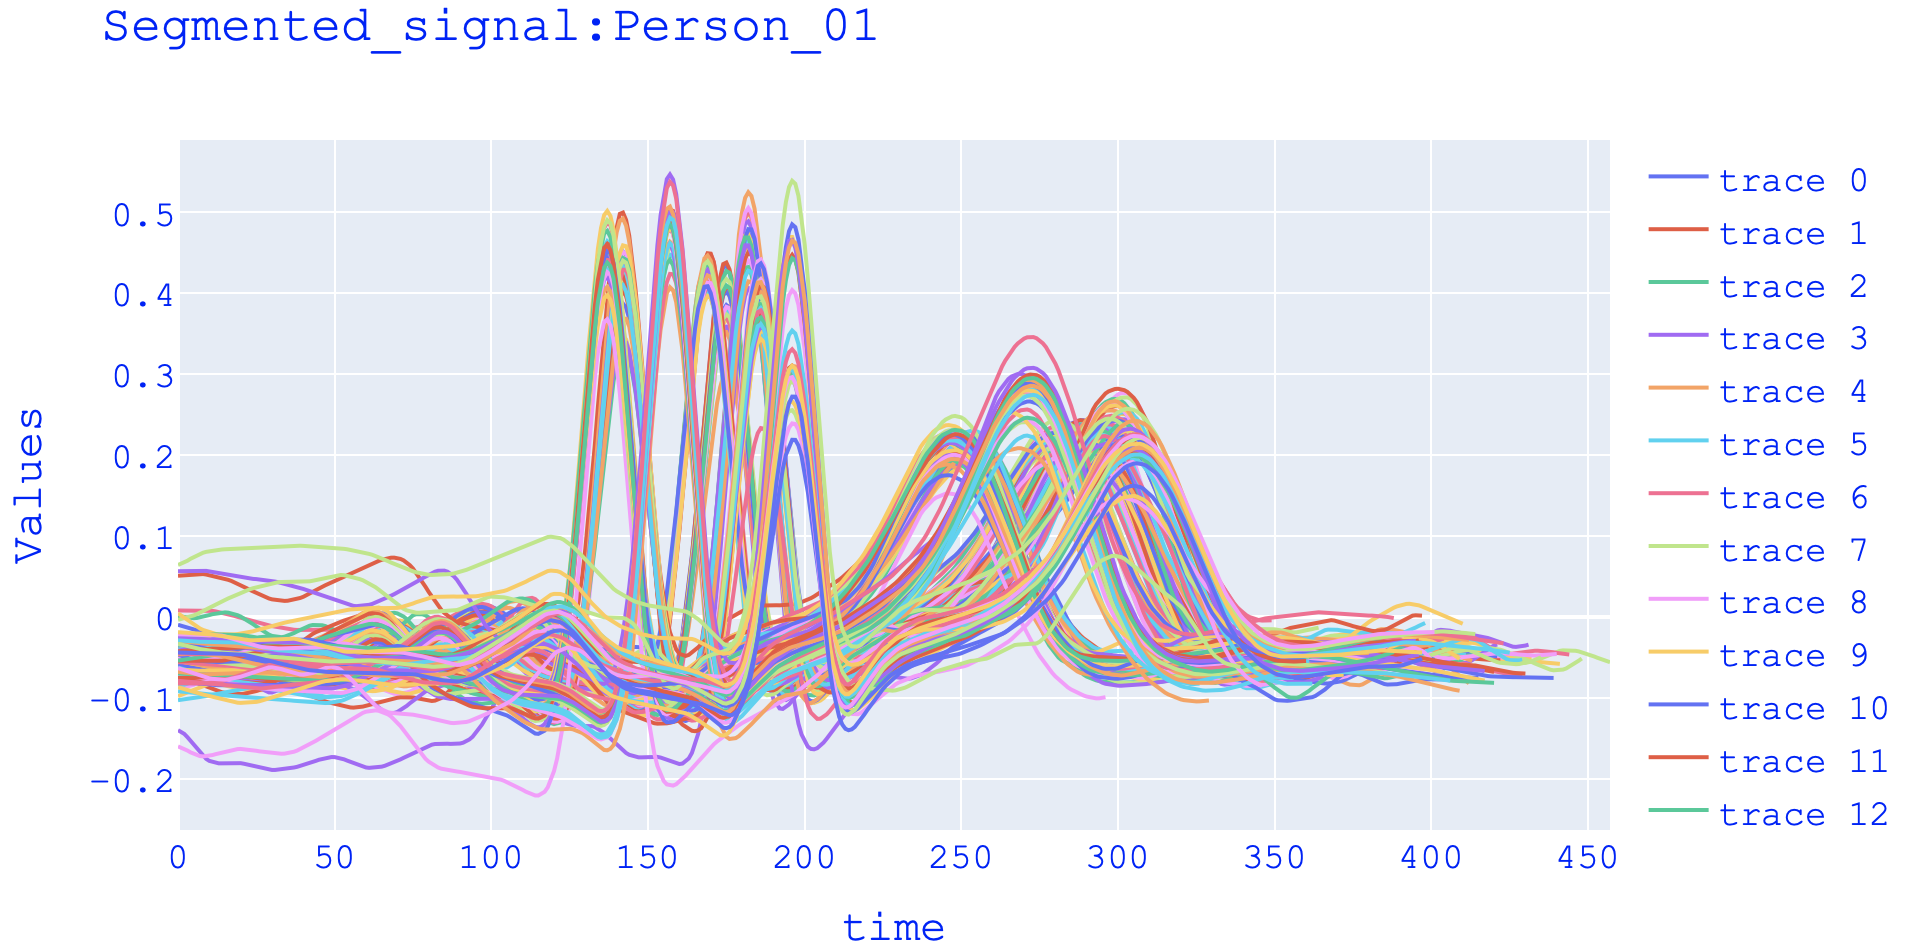 Segmented_signal:Person_01
Values
0.5
0.4
0.3
0.2
0.1
0
−0.1
−0.2
0 50 100 150 200 250 300 350 400 450
time
trace 0
trace 1
trace 2
trace 3
trace 4
trace 5
trace 6
trace 7
trace 8
trace 9
trace 10
trace 11
trace 12